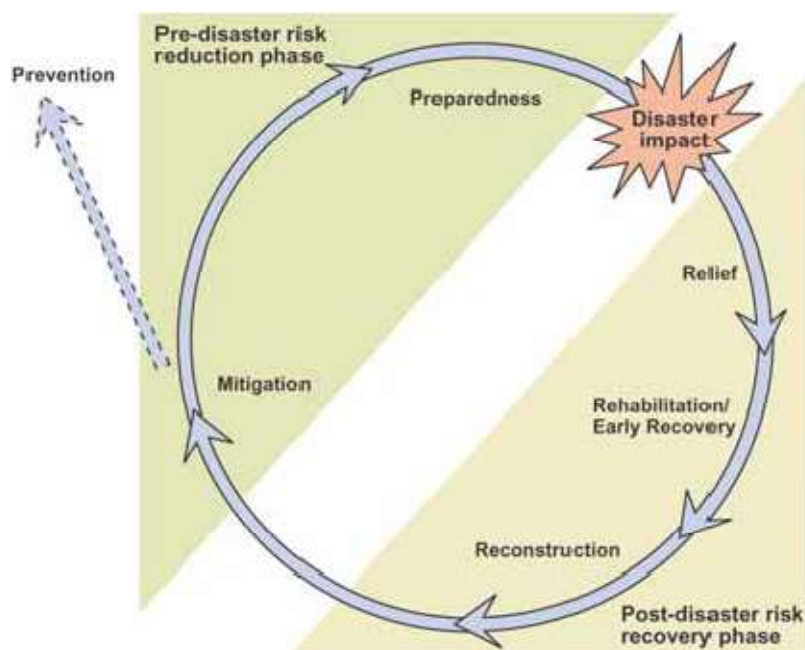 Pre-disaster risk
reduction phase
Prevention
Preparedness
Disaster
impact
Relief
Mitigation
Rehabilitation/
Early Recovery
Reconstruction
Post-disaster risk
recovery phase